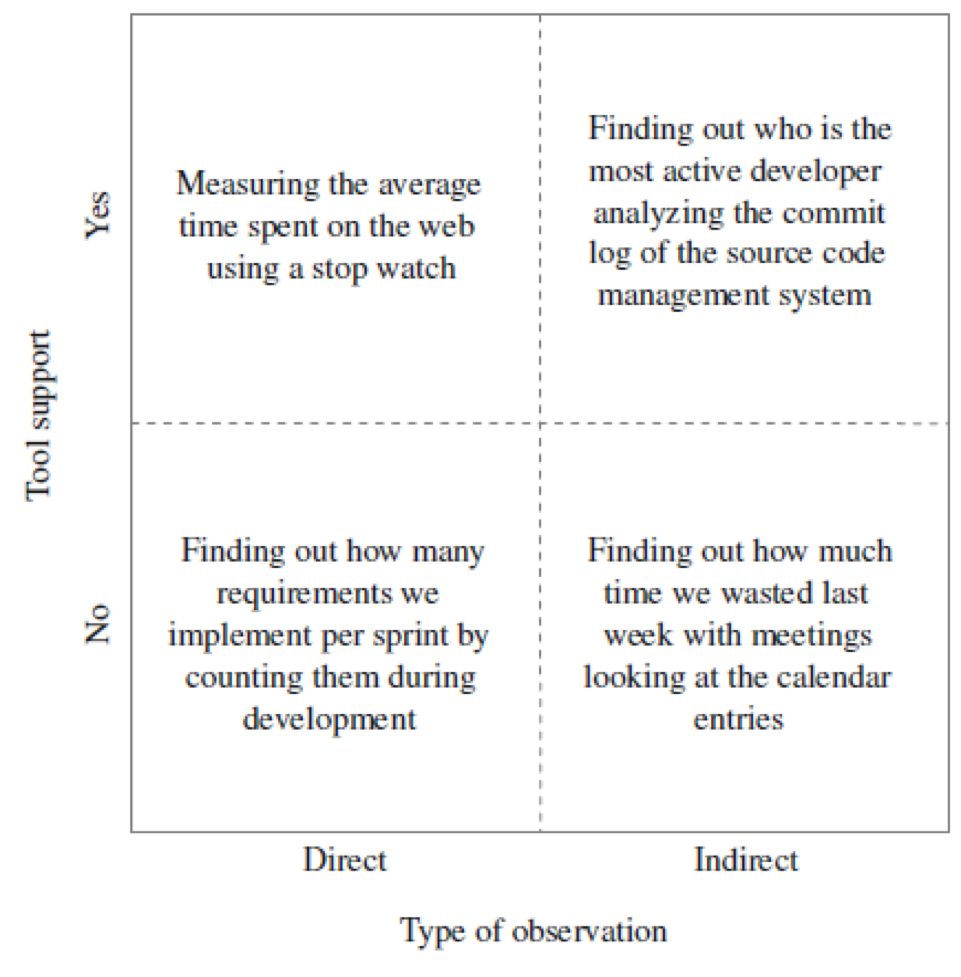 Tool support
Yes
Measuring the average
time spent on the web
using a stop watch
Finding out who is the
most active developer
analyzing the commit
log of the source code
management system
No
Finding out how many
requirements we
implement per sprint by
counting them during
development
Finding out how much
time we wasted last
week with meetings
looking at the calendar
entries
Direct
Indirect
Type of observation